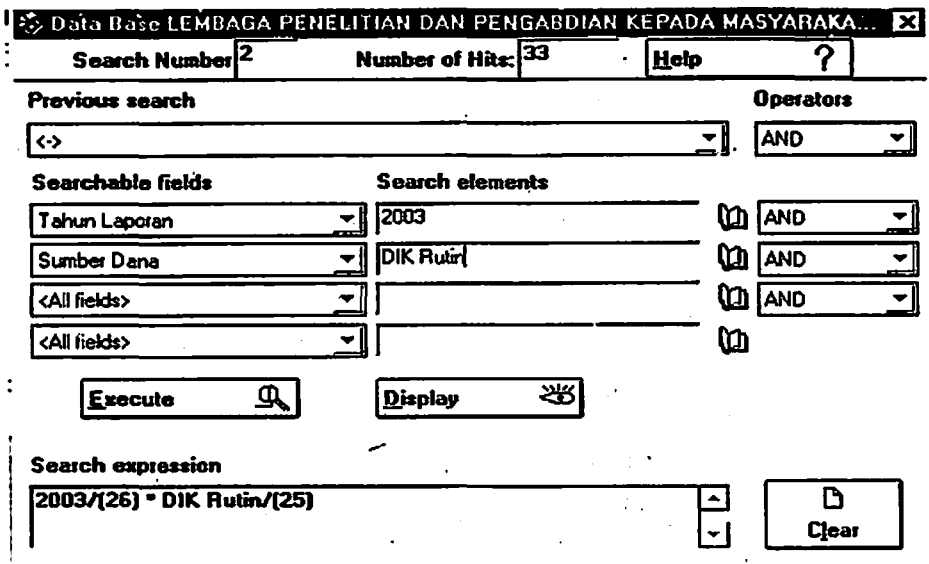 Data Base LEMBAGA PENELITIAN DAN PENGABDIAN KEPADA MASYARAKA...
Search Number 2 Number of Hits: 33 Help ?
Previous search Operators
<-> AND
Searchable fields Search elements
Tahun Laporan 2003 AND
Sumber Dana DIK Rutin AND
<All fields> AND
<All fields>
Execute Display
Search expression
2003/(26) * DIK Rutin/(25)
Clear